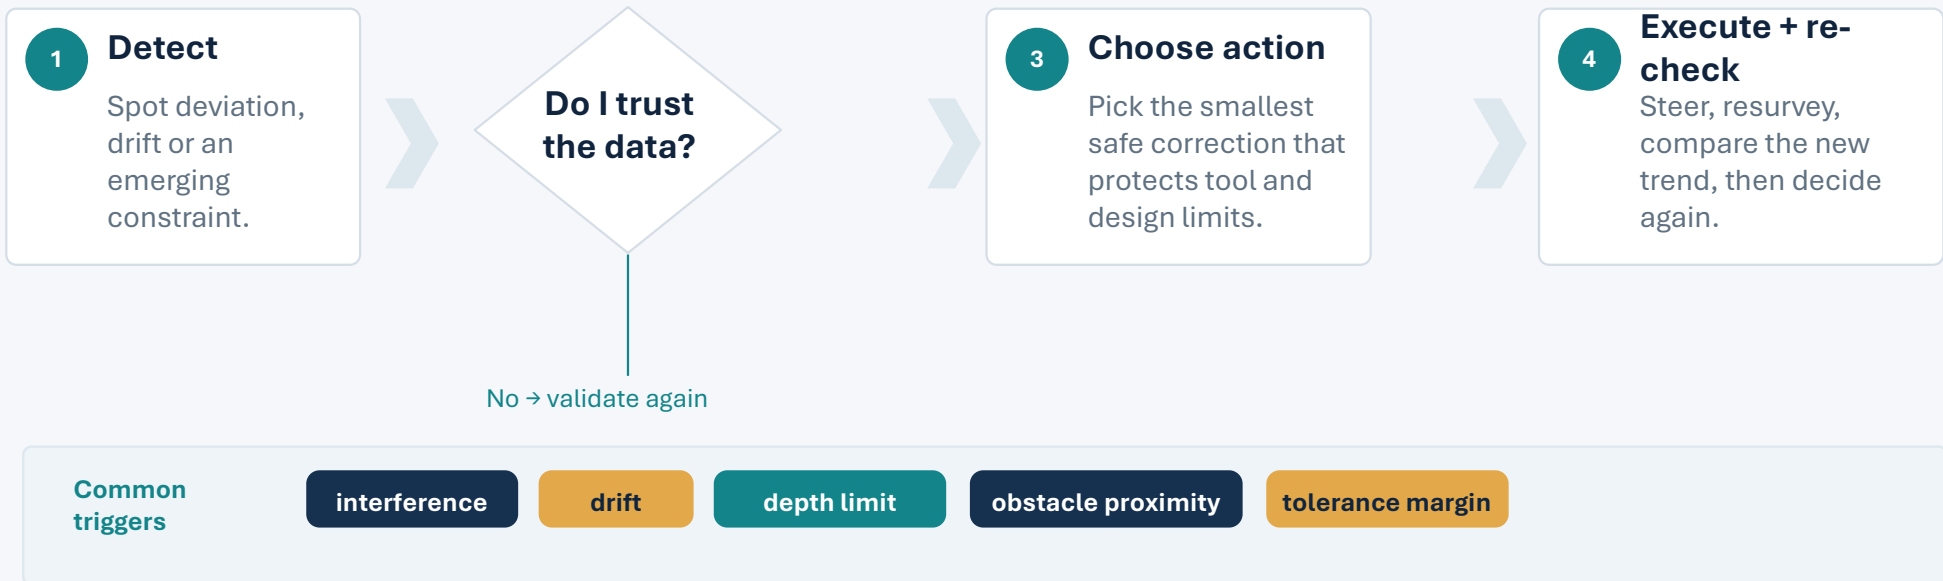 1
Detect
Spot deviation,
drift or an
emerging
constraint.
Do I trust
the data?
No → validate again
3
Choose action
Pick the smallest
safe correction that
protects tool and
design limits.
4
Execute + re-
check
Steer, resurvey,
compare the new
trend, then decide
again.
Common
triggers
interference
drift
depth limit
obstacle proximity
tolerance margin